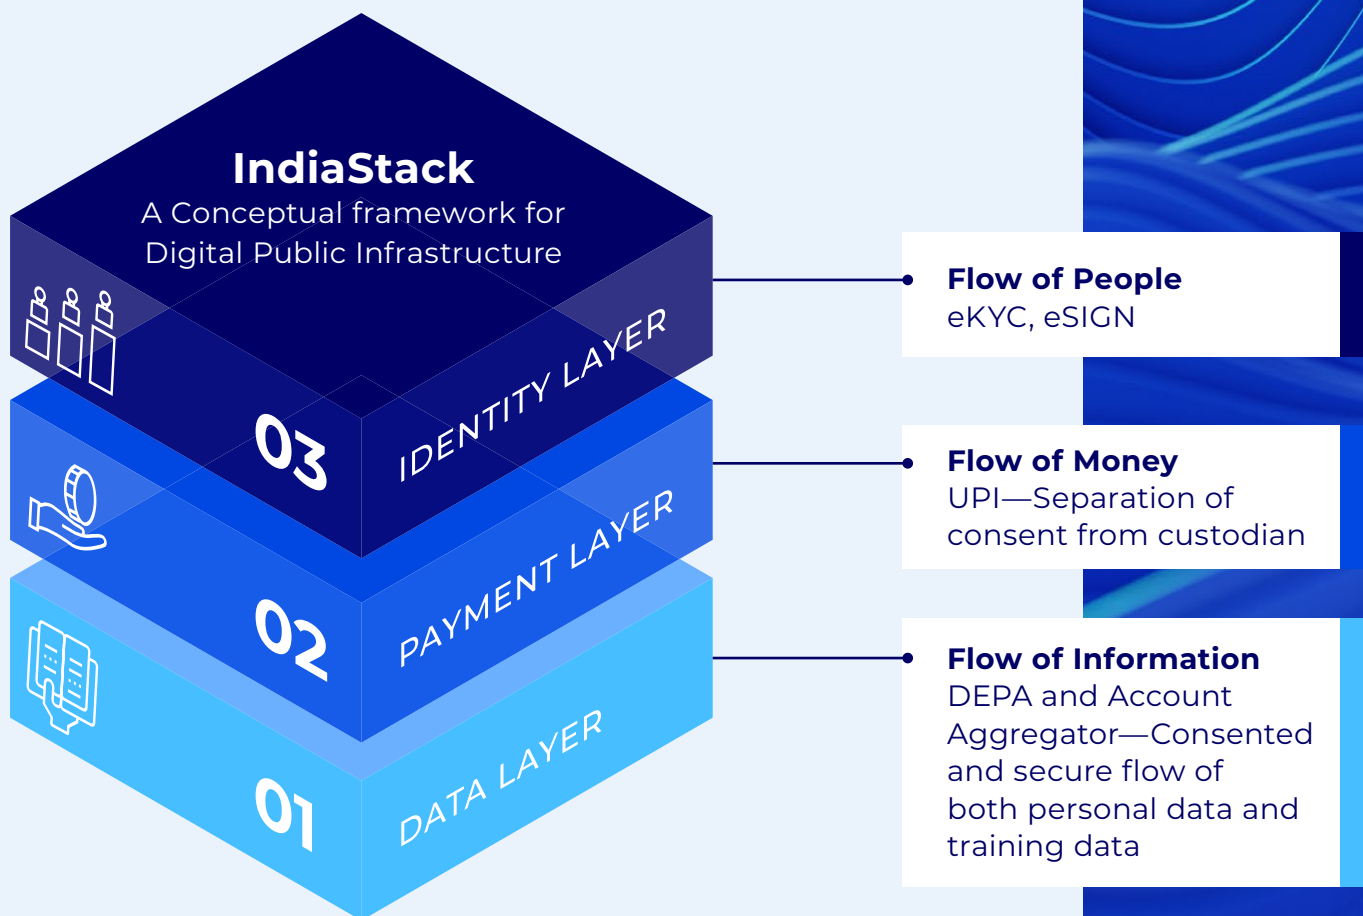 IndiaStack
A Conceptual framework for
Digital Public Infrastructure
03
IDENTITY LAYER
Flow of People
eKYC, eSIGN
02
PAYMENT LAYER
Flow of Money
UPI—Separation of
consent from custodian
01
DATA LAYER
Flow of Information
DEPA and Account
Aggregator—Consented
and secure flow of
both personal data and
training data